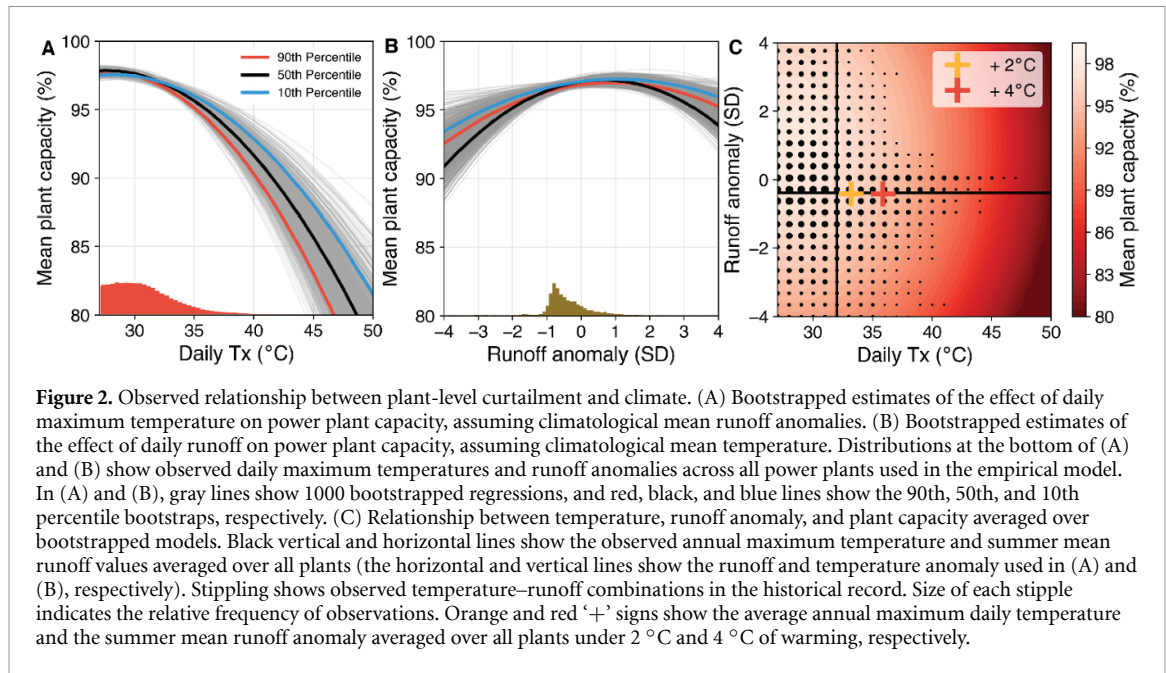 A
100
95
90
85
80
Mean plant capacity (%)
90th Percentile
50th Percentile
10th Percentile
30 35 40 45 50
Daily Tx (°C)
B
100
95
90
85
80
Mean plant capacity (%)
−4 −3 −2 −1 0 1 2 3 4
Runoff anomaly (SD)
C
4
2
0
−2
−4
Runoff anomaly (SD)
+ 2°C
+ 4°C
30 35 40 45 50
Daily Tx (°C)
98
95
92
89
86
83
80
Mean plant capacity (%)
Figure 2. Observed relationship between plant-level curtailment and climate. (A) Bootstrapped estimates of the effect of daily
maximum temperature on power plant capacity, assuming climatological mean runoff anomalies. (B) Bootstrapped estimates of
the effect of daily runoff on power plant capacity, assuming climatological mean temperature. Distributions at the bottom of (A)
and (B) show observed daily maximum temperatures and runoff anomalies across all power plants used in the empirical model.
In (A) and (B), gray lines show 1000 bootstrapped regressions, and red, black, and blue lines show the 90th, 50th, and 10th
percentile bootstraps, respectively. (C) Relationship between temperature, runoff anomaly, and plant capacity averaged over
bootstrapped models. Black vertical and horizontal lines show the observed annual maximum temperature and summer mean
runoff values averaged over all plants (the horizontal and vertical lines show the runoff and temperature anomaly used in (A) and
(B), respectively). Stippling shows observed temperature–runoff combinations in the historical record. Size of each stipple
indicates the relative frequency of observations. Orange and red ‘+’ signs show the average annual maximum daily temperature
and the summer mean runoff anomaly averaged over all plants under 2 °C and 4 °C of warming, respectively.